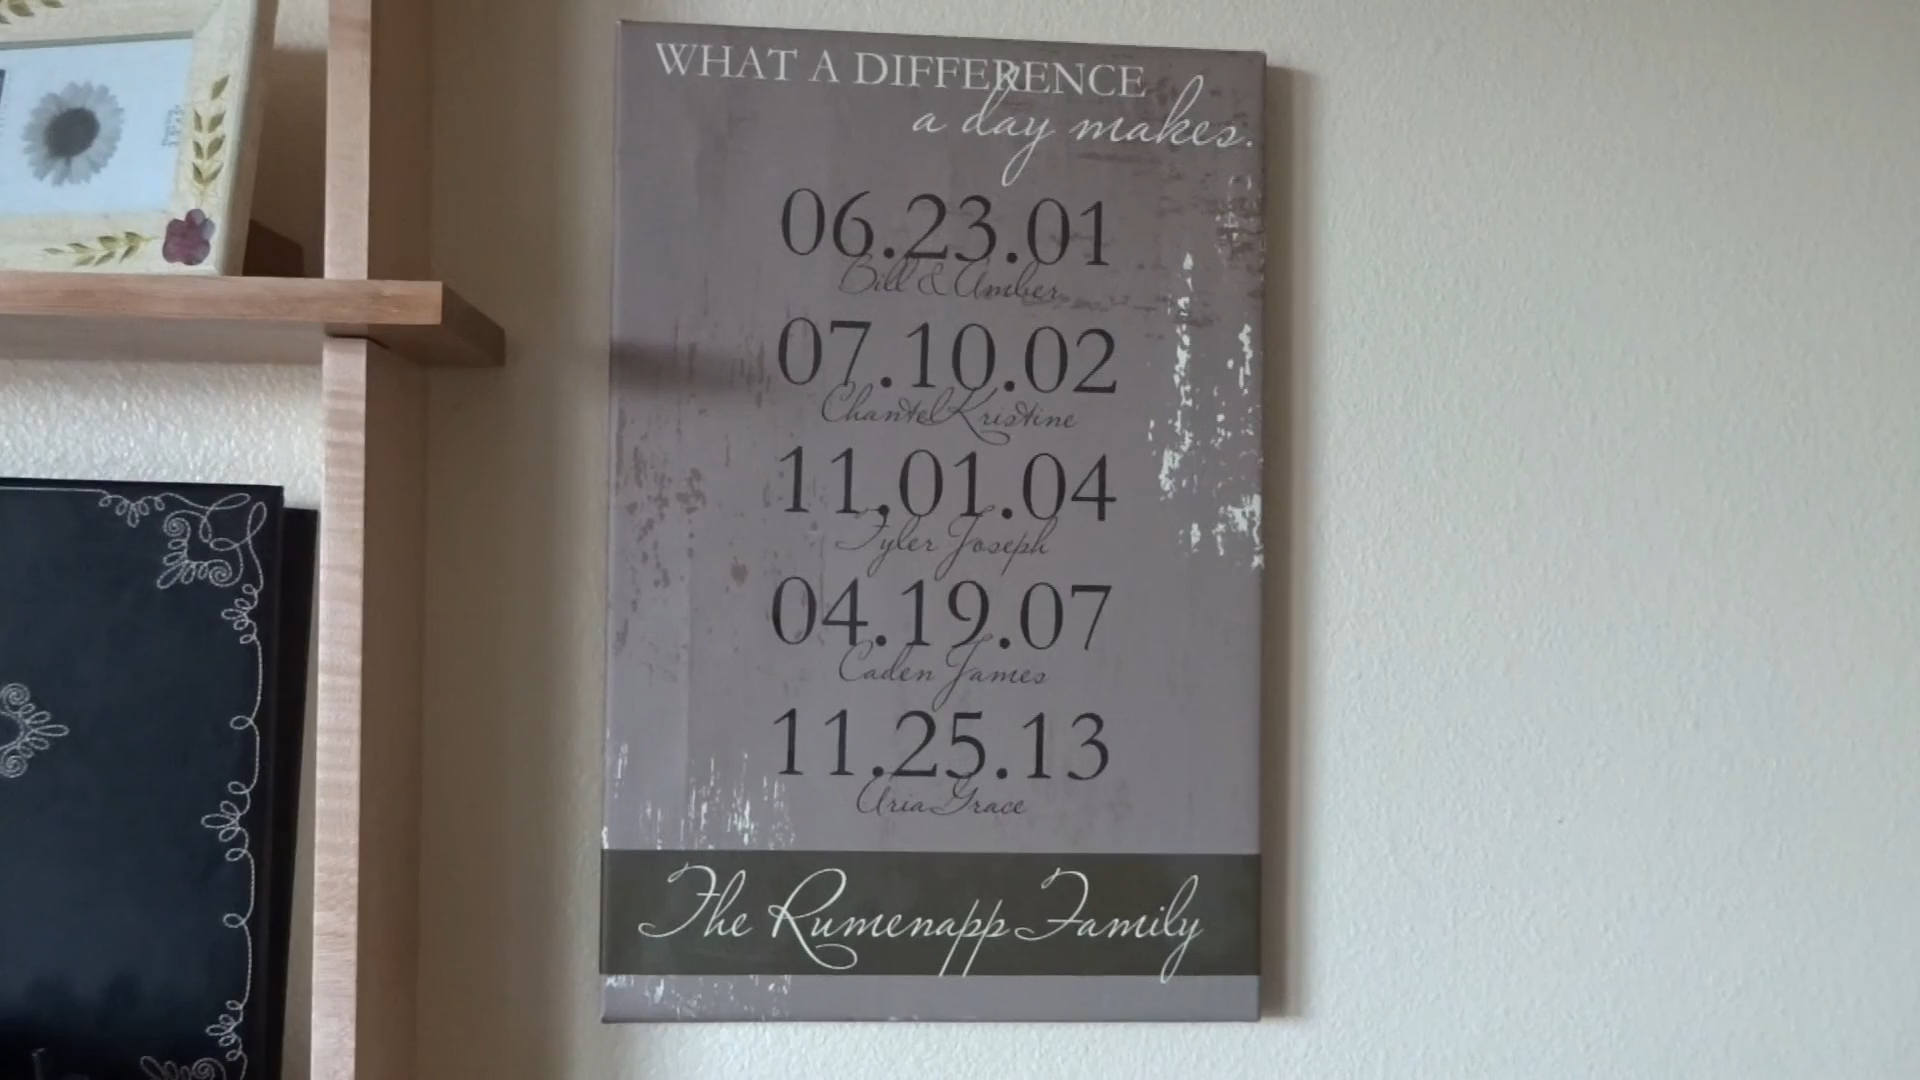 WHAT A DIFFERENCE
a day makes.
06.23.01
Bill & Amber
07.10.02
Chantel Kristine
11.01.04
Tyler Joseph
04.19.07
Caden James
11.25.13
Aria Grace
The Rumenapp Family